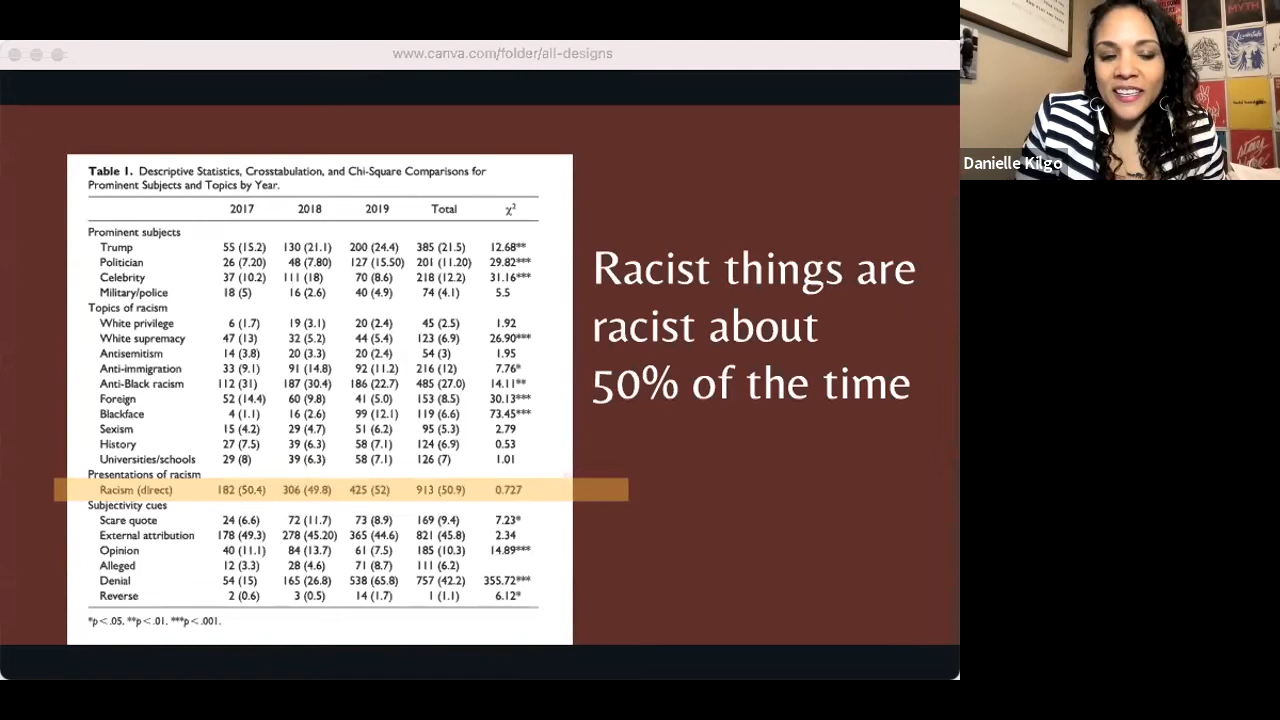 www.canva.com/folder/all-designs
MYTH
Danielle Kilgo
Table 1. Descriptive Statistics, Crosstabulation, and Chi-Square Comparisons for
Prominent Subjects and Topics by Year.
2017 2018 2019 Total χ²
Prominent subjects
Trump 55 (15.2) 130 (21.1) 200 (24.4) 385 (21.5) 12.68**
Politician 26 (7.20) 48 (7.80) 127 (15.50) 201 (11.20) 29.82***
Celebrity 37 (10.2) 111 (18) 70 (8.6) 218 (12.2) 31.16***
Military/police 18 (5) 16 (2.6) 40 (4.9) 74 (4.1) 5.5
Topics of racism
White privilege 6 (1.7) 19 (3.1) 20 (2.4) 45 (2.5) 1.92
White supremacy 47 (13) 32 (5.2) 44 (5.4) 123 (6.9) 26.90***
Antisemitism 14 (3.8) 20 (3.3) 20 (2.4) 54 (3) 1.95
Anti-immigration 33 (9.1) 91 (14.8) 92 (11.2) 216 (12) 7.76*
Anti-Black racism 112 (31) 187 (30.4) 186 (22.7) 485 (27.0) 14.11**
Foreign 52 (14.4) 60 (9.8) 41 (5.0) 153 (8.5) 30.13***
Blackface 4 (1.1) 16 (2.6) 99 (12.1) 119 (6.6) 73.45***
Sexism 15 (4.2) 29 (4.7) 51 (6.2) 95 (5.3) 2.79
History 27 (7.5) 39 (6.3) 58 (7.1) 124 (6.9) 0.53
Universities/schools 29 (8) 39 (6.3) 58 (7.1) 126 (7) 1.01
Presentations of racism
Racism (direct) 182 (50.4) 306 (49.8) 425 (52) 913 (50.9) 0.727
Subjectivity cues
Scare quote 24 (6.6) 72 (11.7) 73 (8.9) 169 (9.4) 7.23*
External attribution 178 (49.3) 278 (45.20) 365 (44.6) 821 (45.8) 2.34
Opinion 40 (11.1) 84 (13.7) 61 (7.5) 185 (10.3) 14.89***
Alleged 12 (3.3) 28 (4.6) 71 (8.7) 111 (6.2)
Denial 54 (15) 165 (26.8) 538 (65.8) 757 (42.2) 355.72***
Reverse 2 (0.6) 3 (0.5) 14 (1.7) 1 (1.1) 6.12*
*p < .05. **p < .01. ***p < .001.
Racist things are
racist about
50% of the time